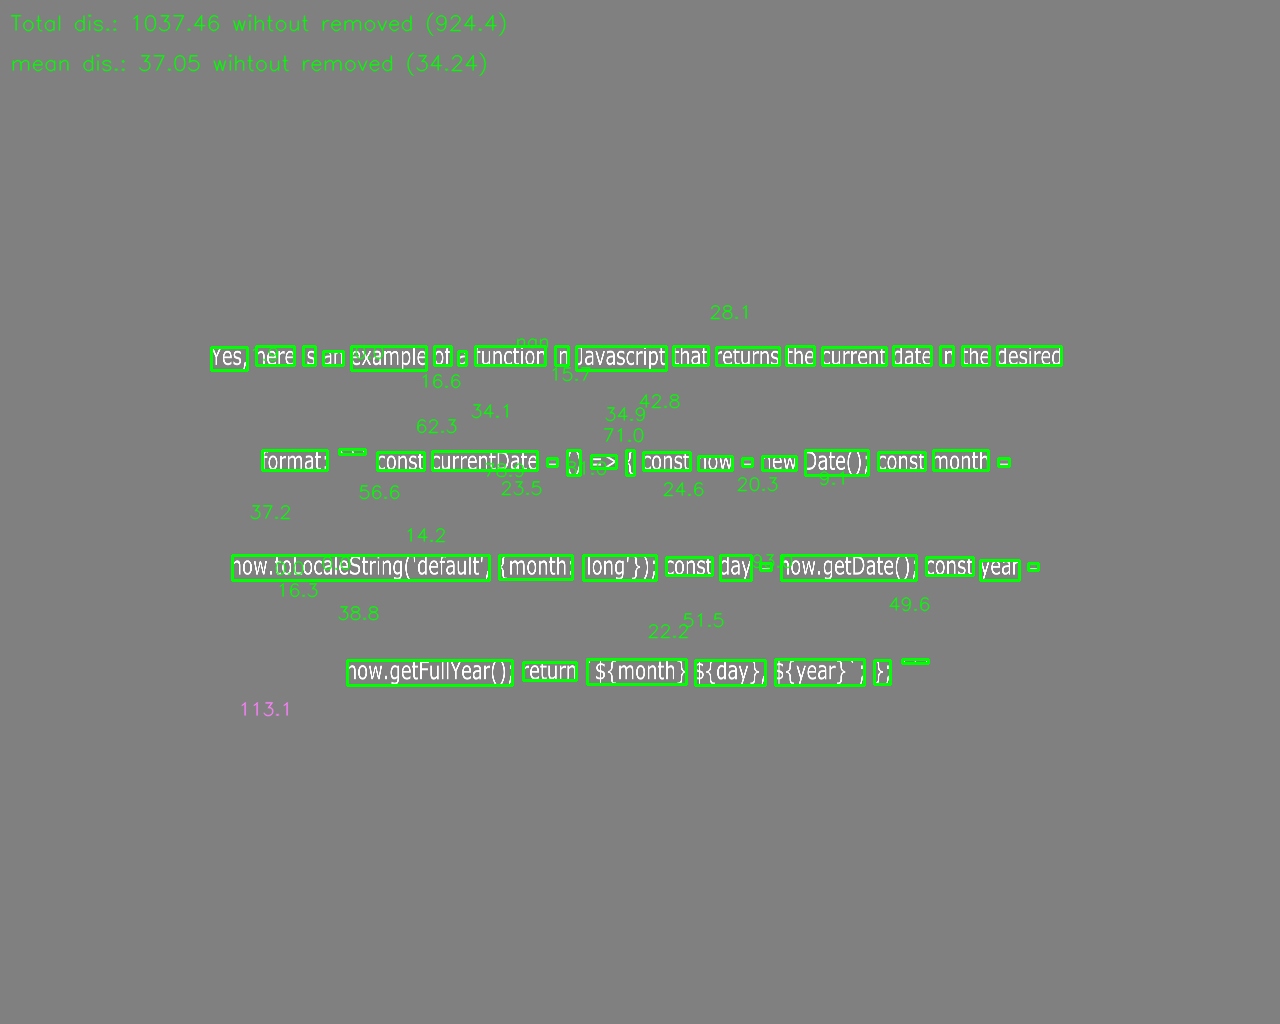 Total dis.: 1037.46 wihtout removed (924.4)
mean dis.: 37.05 wihtout removed (34.24)
28.1
Yes, here is an example of a function in Javascript that returns the current date in the desired
16.6 15.7
34.1 34.9 42.8
62.3 71.0
format: ``` const currentDate = () => { const now = new Date(); const month =
56.6 23.5 24.6 20.3 9.1
37.2
14.2
now.toLocaleString('default', {month: 'long'}); const day = now.getDate(); const year =
16.3
38.8 49.6
22.2 51.5
now.getFullYear(); return `${month} ${day}, ${year}`; }; ```
113.1